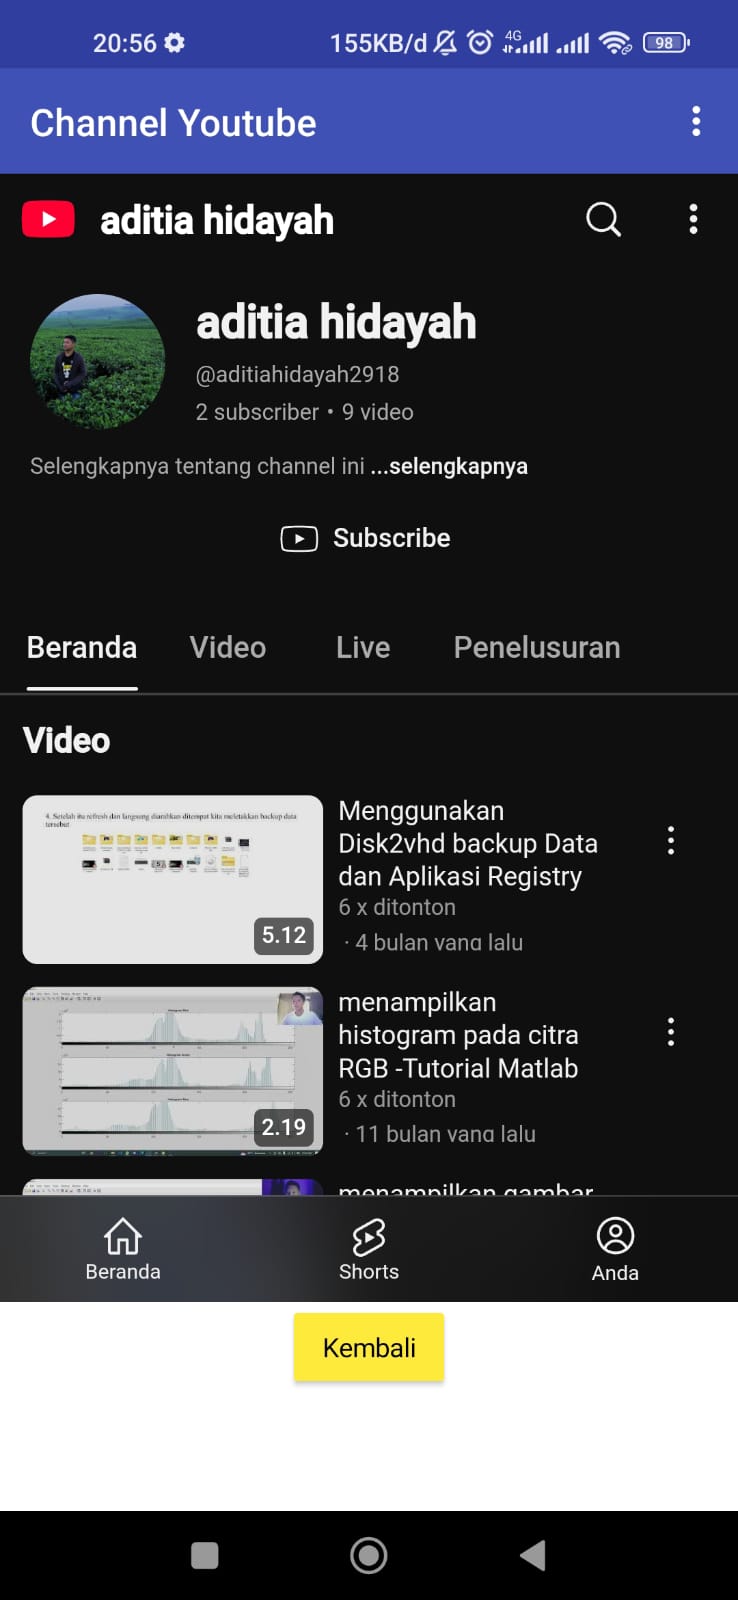 20:56 155KB/d 4G 98
Channel Youtube
aditia hidayah
aditia hidayah
@aditiahidayah2918
2 subscriber • 9 video
Selengkapnya tentang channel ini ...selengkapnya
Subscribe
Beranda Video Live Penelusuran
Video
4. Setelah itu refresh dan langsung diarahkan ditempat kita meletakkan backup data
tersebut
5.12
Menggunakan
Disk2vhd backup Data
dan Aplikasi Registry
6 x ditonton
· 4 bulan yang lalu
2.19
menampilkan
histogram pada citra
RGB -Tutorial Matlab
6 x ditonton
· 11 bulan yang lalu
menampilkan gambar
Beranda Shorts Anda
Kembali